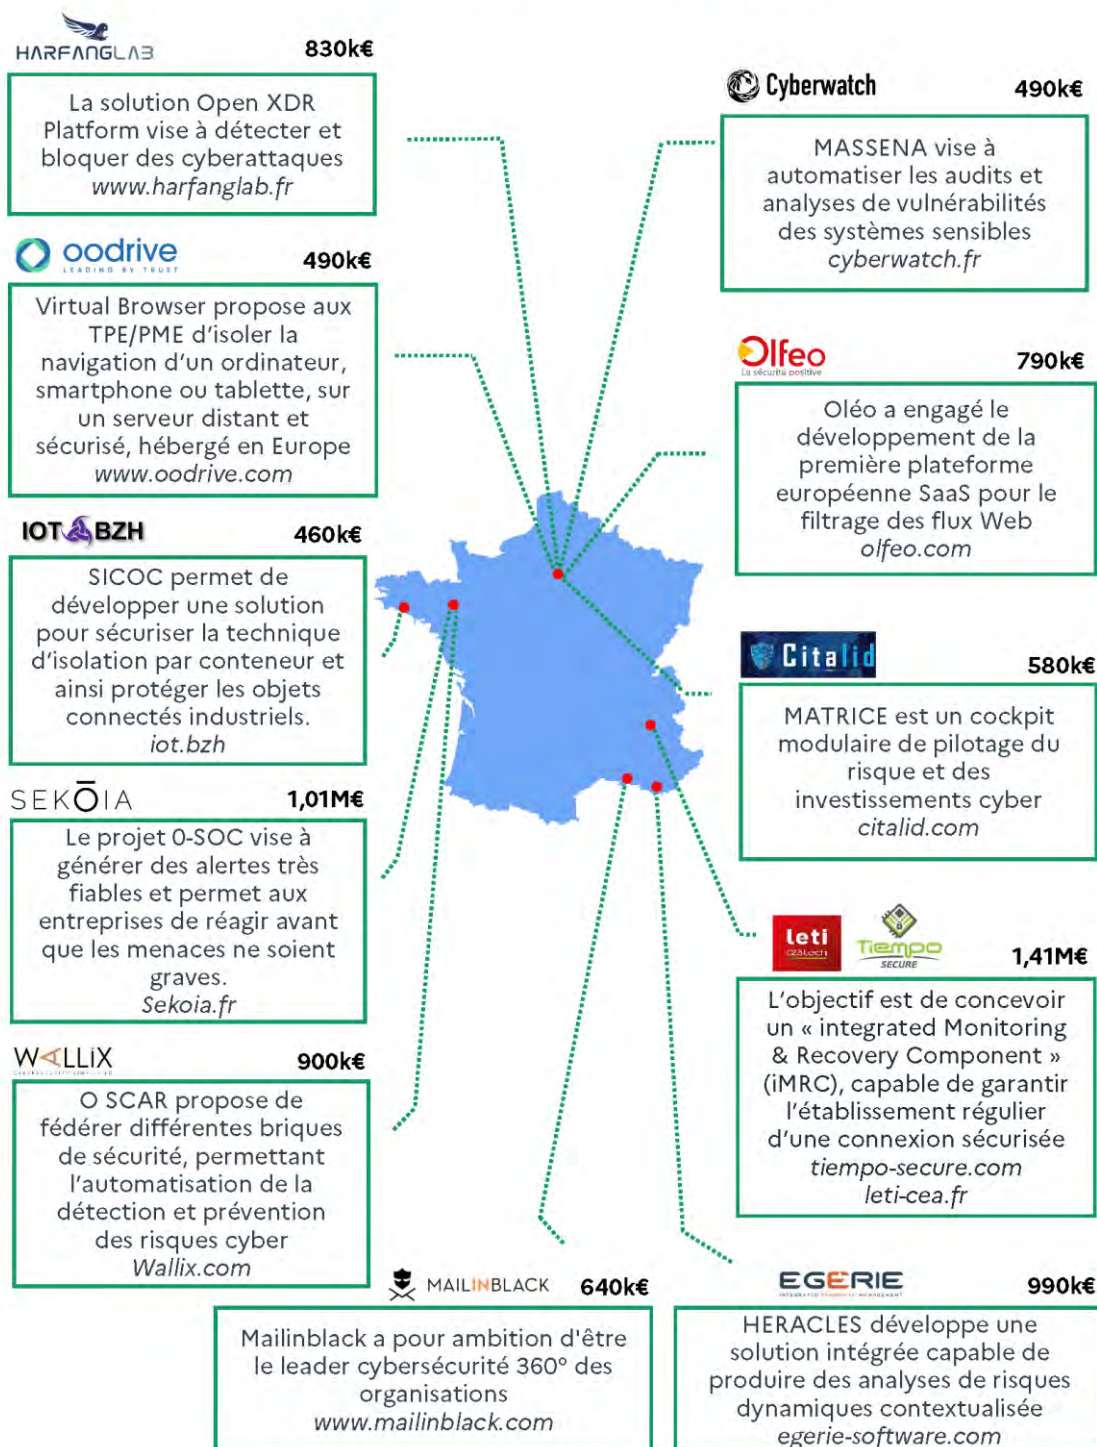 HARFANGLAB
830k€
La solution Open XDR
Platform vise à détecter et
bloquer des cyberattaques
www.harfanglab.fr
oodrive
LEADING BY TRUST
490k€
Virtual Browser propose aux
TPE/PME d'isoler la
navigation d'un ordinateur,
smartphone ou tablette, sur
un serveur distant et
sécurisé, hébergé en Europe
www.oodrive.com
IOT BZH
460k€
SICOC permet de
développer une solution
pour sécuriser la technique
d'isolation par conteneur et
ainsi protéger les objets
connectés industriels.
iot.bzh
SEKOIA
1,01M€
Le projet 0-SOC vise à
générer des alertes très
fiables et permet aux
entreprises de réagir avant
que les menaces ne soient
graves.
Sekoia.fr
WALLIX
900k€
O SCAR propose de
fédérer différentes briques
de sécurité, permettant
l'automatisation de la
détection et prévention
des risques cyber
Wallix.com
Cyberwatch
490k€
MASSENA vise à
automatiser les audits et
analyses de vulnérabilités
des systèmes sensibles
cyberwatch.fr
Olfeo
La sécurité positive
790k€
Oléo a engagé le
développement de la
première plateforme
européenne SaaS pour le
filtrage des flux Web
olfeo.com
Citalid
580k€
MATRICE est un cockpit
modulaire de pilotage du
risque et des
investissements cyber
citalid.com
leti
cea tech
Tiempo
SECURE
1,41M€
L'objectif est de concevoir
un « integrated Monitoring
& Recovery Component »
(iMRC), capable de garantir
l'établissement régulier
d'une connexion sécurisée
tiempo-secure.com
leti-cea.fr
MAILINBLACK
640k€
Mailinblack a pour ambition d'être
le leader cybersécurité 360° des
organisations
www.mailinblack.com
EGERIE
990k€
HERACLES développe une
solution intégrée capable de
produire des analyses de risques
dynamiques contextualisée
egerie-software.com